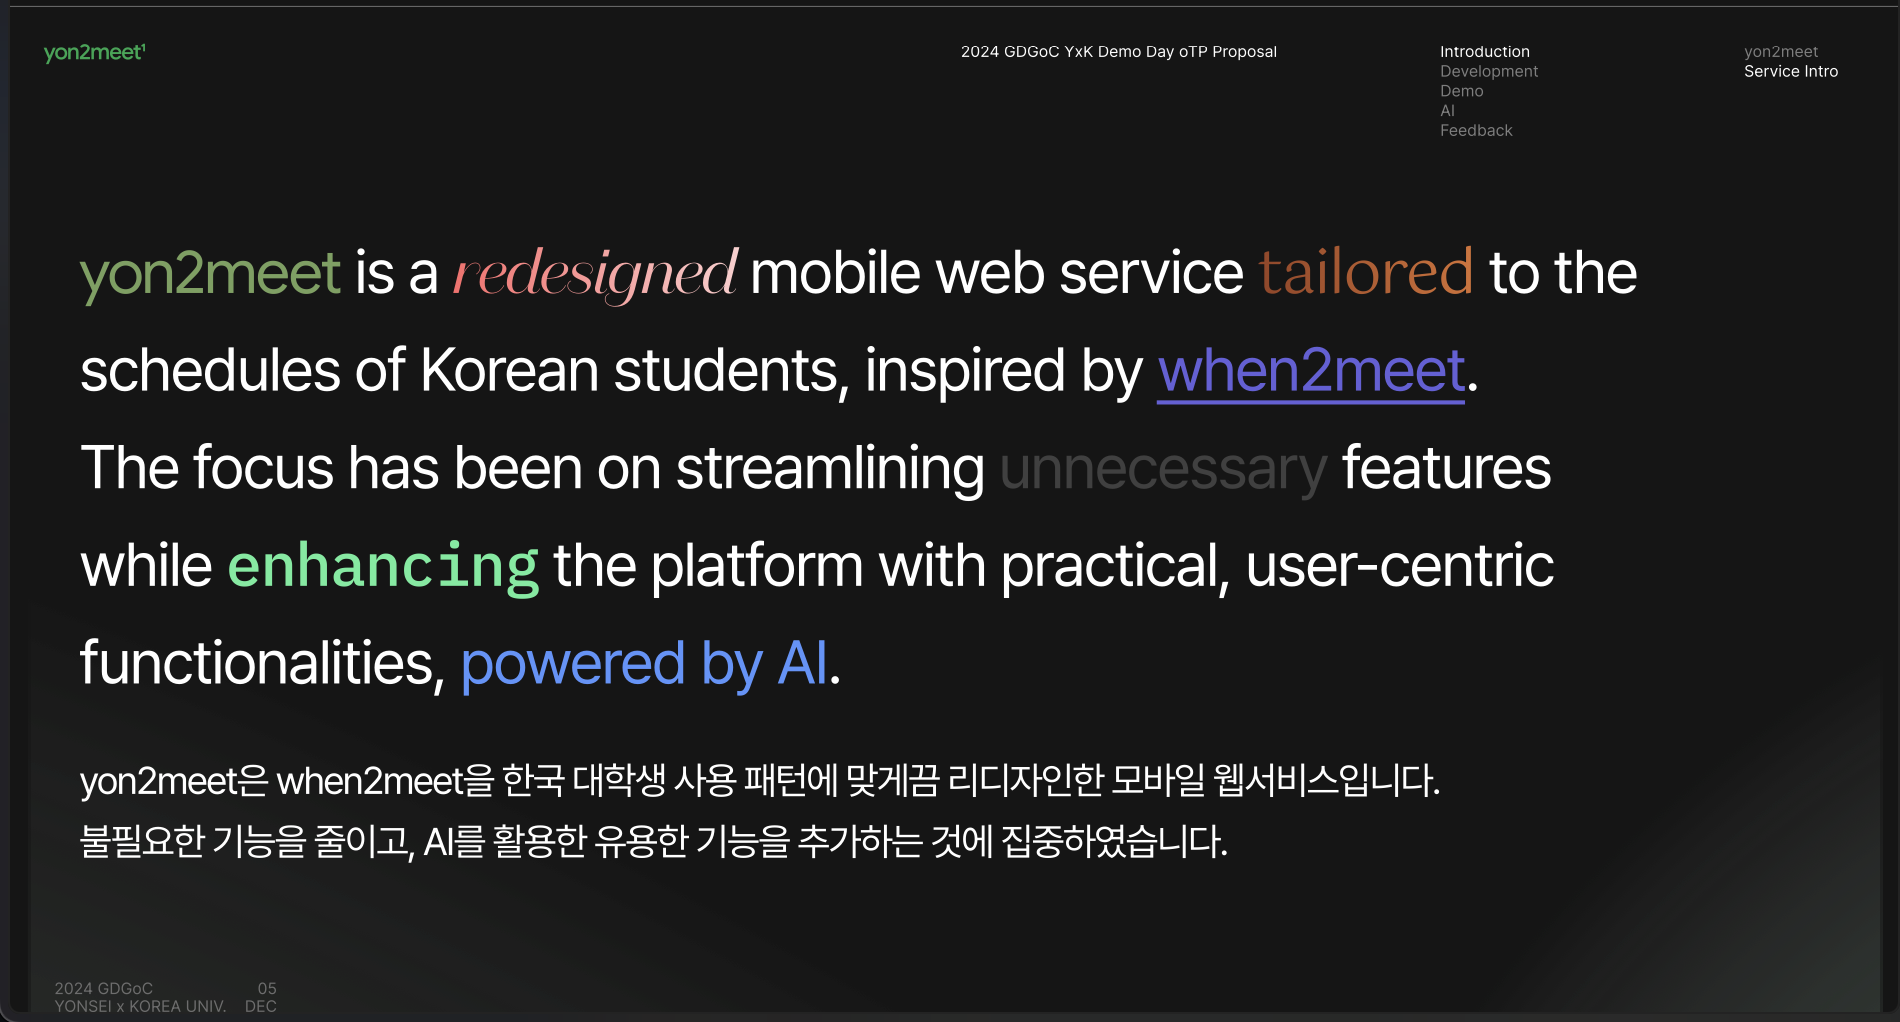 yon2meet¹
2024 GDGoC YxK Demo Day oTP Proposal
Introduction
Development
Demo
AI
Feedback
yon2meet
Service Intro
yon2meet is a redesigned mobile web service tailored to the
schedules of Korean students, inspired by when2meet.
The focus has been on streamlining unnecessary features
while enhancing the platform with practical, user-centric
functionalities, powered by AI.
yon2meet은 when2meet을 한국 대학생 사용 패턴에 맞게끔 리디자인한 모바일 웹서비스입니다.
불필요한 기능을 줄이고, AI를 활용한 유용한 기능을 추가하는 것에 집중하였습니다.
2024 GDGoC 05
YONSEI x KOREA UNIV. DEC